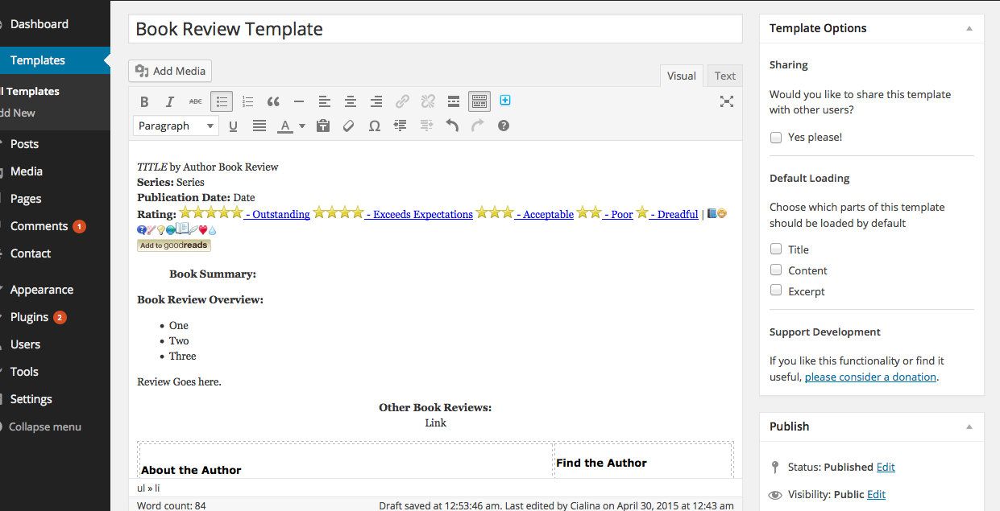 Dashboard
Templates
ll Templates
dd New
Posts
Media
Pages
Comments 1
Contact
Appearance
Plugins 2
Users
Tools
Settings
Collapse menu
Book Review Template
Add Media
Visual Text
B I ABC
Paragraph U A T Ω ?
TITLE by Author Book Review
Series: Series
Publication Date: Date
Rating: - Outstanding - Exceeds Expectations - Acceptable - Poor - Dreadful |
Add to goodreads
Book Summary:
Book Review Overview:
• One
• Two
• Three
Review Goes here.
Other Book Reviews:
Link
About the Author Find the Author
ul » li
Word count: 84 Draft saved at 12:53:46 am. Last edited by Cialina on April 30, 2015 at 12:43 am
Template Options
Sharing
Would you like to share this template
with other users?
Yes please!
Default Loading
Choose which parts of this template
should be loaded by default
Title
Content
Excerpt
Support Development
If you like this functionality or find it
useful, please consider a donation.
Publish
Status: Published Edit
Visibility: Public Edit